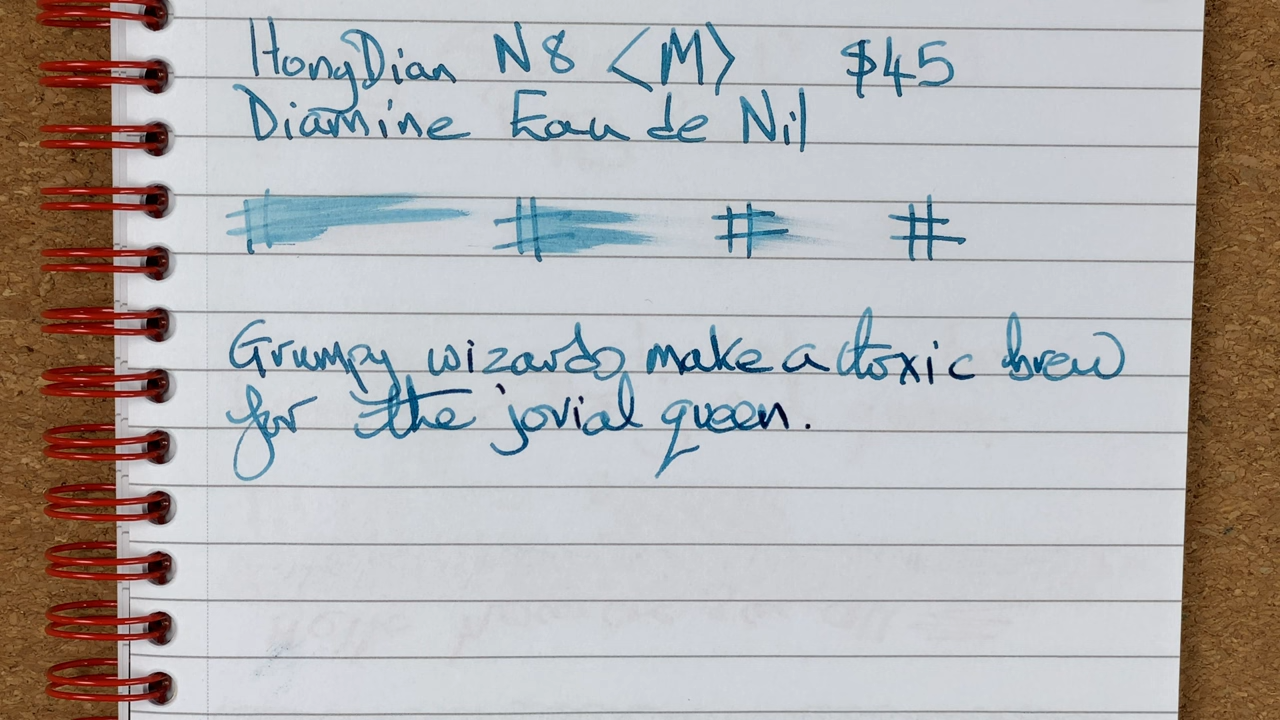 HongDian N8 <M> $45
Diamine Eau de Nil
# # # #
Grumpy wizards make a toxic brew
for the jovial queen.